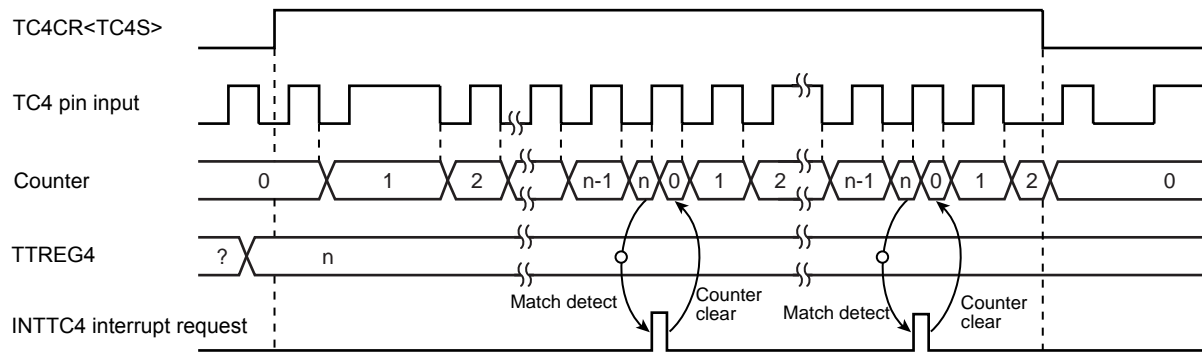 TC4CR<TC4S>
TC4 pin input
Counter
0 1 2 n-1 n 0 1 2 n-1 n 0 1 2 0
TTREG4
? n
Match detect
Counter
clear
Match detect
Counter
clear
INTTC4 interrupt request